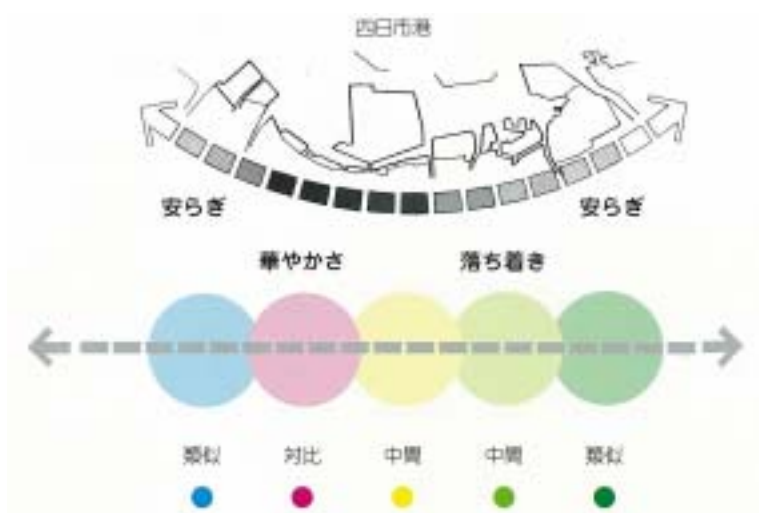 四日市港
安らぎ 安らぎ
華やかさ 落ち着き
類似 対比 中間 中間 類似